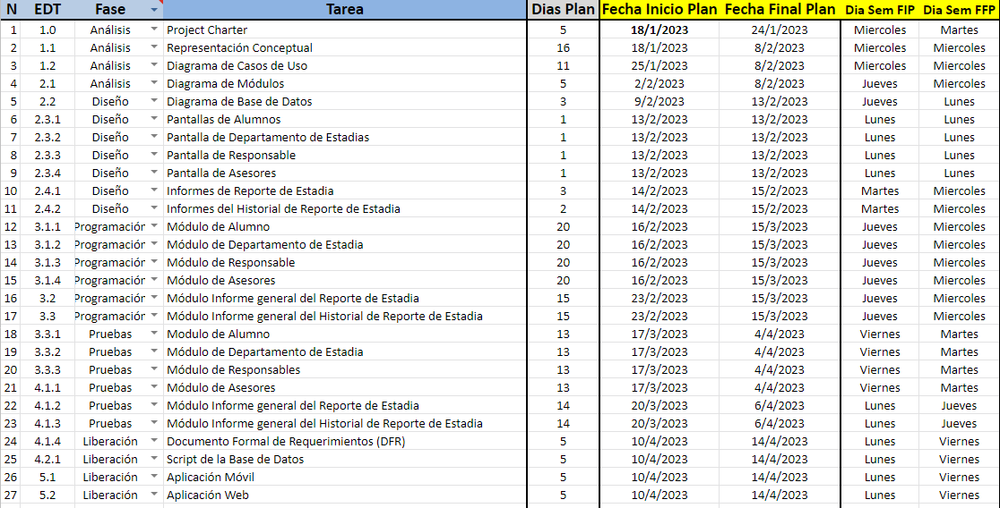 N EDT Fase Tarea Dias Plan Fecha Inicio Plan Fecha Final Plan Dia Sem FIP Dia Sem FFP
1 1.0 Análisis Project Charter 5 18/1/2023 24/1/2023 Miercoles Martes
2 1.1 Análisis Representación Conceptual 16 18/1/2023 8/2/2023 Miercoles Miercoles
3 1.2 Análisis Diagrama de Casos de Uso 11 25/1/2023 8/2/2023 Miercoles Miercoles
4 2.1 Análisis Diagrama de Módulos 5 2/2/2023 8/2/2023 Jueves Miercoles
5 2.2 Diseño Diagrama de Base de Datos 3 9/2/2023 13/2/2023 Jueves Lunes
6 2.3.1 Diseño Pantallas de Alumnos 1 13/2/2023 13/2/2023 Lunes Lunes
7 2.3.2 Diseño Pantalla de Departamento de Estadias 1 13/2/2023 13/2/2023 Lunes Lunes
8 2.3.3 Diseño Pantalla de Responsable 1 13/2/2023 13/2/2023 Lunes Lunes
9 2.3.4 Diseño Pantalla de Asesores 1 13/2/2023 13/2/2023 Lunes Lunes
10 2.4.1 Diseño Informes de Reporte de Estadia 3 14/2/2023 15/2/2023 Martes Miercoles
11 2.4.2 Diseño Informes del Historial de Reporte de Estadia 2 14/2/2023 15/2/2023 Martes Miercoles
12 3.1.1 Programación Módulo de Alumno 20 16/2/2023 15/3/2023 Jueves Miercoles
13 3.1.2 Programación Módulo de Departamento de Estadia 20 16/2/2023 15/3/2023 Jueves Miercoles
14 3.1.3 Programación Módulo de Responsable 20 16/2/2023 15/3/2023 Jueves Miercoles
15 3.1.4 Programación Módulo de Asesores 20 16/2/2023 15/3/2023 Jueves Miercoles
16 3.2 Programación Módulo Informe general del Reporte de Estadia 15 23/2/2023 15/3/2023 Jueves Miercoles
17 3.3 Programación Módulo Informe general del Historial de Reporte de Estadia 15 23/2/2023 15/3/2023 Jueves Miercoles
18 3.3.1 Pruebas Modulo de Alumno 13 17/3/2023 4/4/2023 Viernes Martes
19 3.3.2 Pruebas Módulo de Departamento de Estadia 13 17/3/2023 4/4/2023 Viernes Martes
20 3.3.3 Pruebas Módulo de Responsables 13 17/3/2023 4/4/2023 Viernes Martes
21 4.1.1 Pruebas Módulo de Asesores 13 17/3/2023 4/4/2023 Viernes Martes
22 4.1.2 Pruebas Módulo Informe general del Reporte de Estadia 14 20/3/2023 6/4/2023 Lunes Jueves
23 4.1.3 Pruebas Módulo Informe general del Historial de Reporte de Estadia 14 20/3/2023 6/4/2023 Lunes Jueves
24 4.1.4 Liberación Documento Formal de Requerimientos (DFR) 5 10/4/2023 14/4/2023 Lunes Viernes
25 4.2.1 Liberación Script de la Base de Datos 5 10/4/2023 14/4/2023 Lunes Viernes
26 5.1 Liberación Aplicación Móvil 5 10/4/2023 14/4/2023 Lunes Viernes
27 5.2 Liberación Aplicación Web 5 10/4/2023 14/4/2023 Lunes Viernes